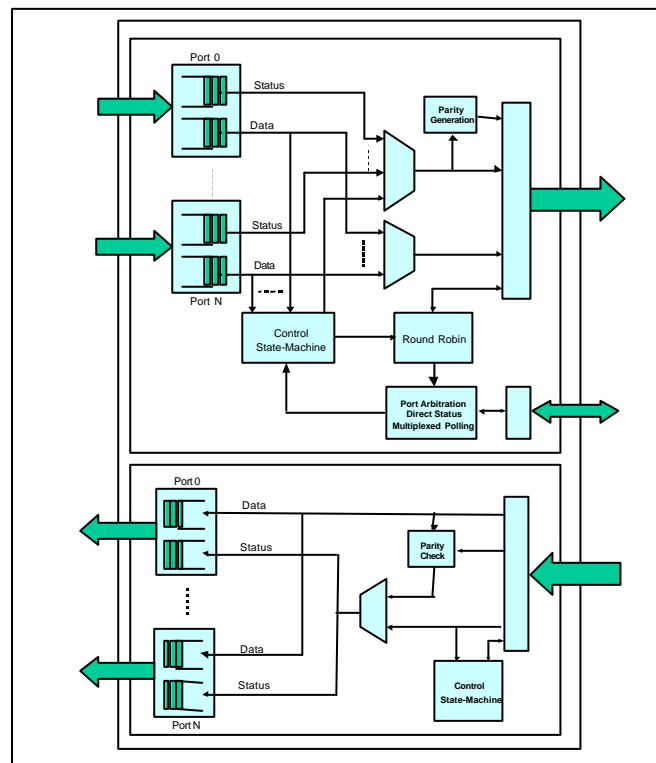 Port 0
Status
Parity
Generation
Data
Status
Data
Port N
Control
State-Machine
Round Robin
Port Arbitration
Direct Status
Multiplexed Polling
Port 0
Data
Parity
Check
Status
Data
Control
State-Machine
Status
Port N